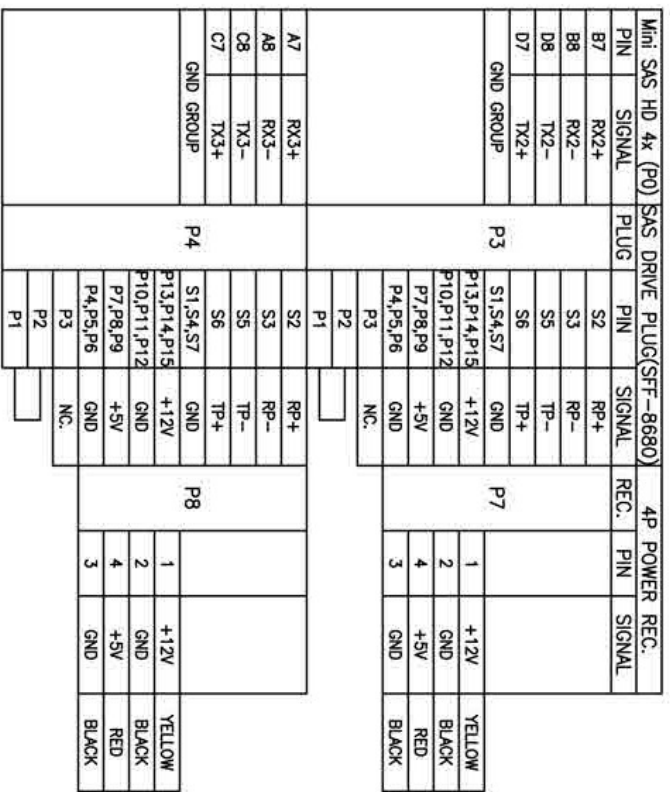 Mini SAS HD 4x (P0) SAS DRIVE PLUG(SFF-8680) 4P POWER REC.
PIN SIGNAL PLUG PIN SIGNAL REC. PIN SIGNAL
B7 RX2+ P3 S2 RP+ P7
B8 RX2- S3 RP-
D8 TX2- S5 TP-
D7 TX2+ S6 TP+
GND GROUP S1,S4,S7 GND
P13,P14,P15 +12V 1 +12V YELLOW
P10,P11,P12 GND 2 GND BLACK
P7,P8,P9 +5V 4 +5V RED
P4,P5,P6 GND 3 GND BLACK
P3 NC.
P2
P1
A7 RX3+ P4 S2 RP+ P8
A8 RX3- S3 RP-
C8 TX3- S5 TP-
C7 TX3+ S6 TP+
GND GROUP S1,S4,S7 GND
P13,P14,P15 +12V 1 +12V YELLOW
P10,P11,P12 GND 2 GND BLACK
P7,P8,P9 +5V 4 +5V RED
P4,P5,P6 GND 3 GND BLACK
P3 NC.
P2
P1